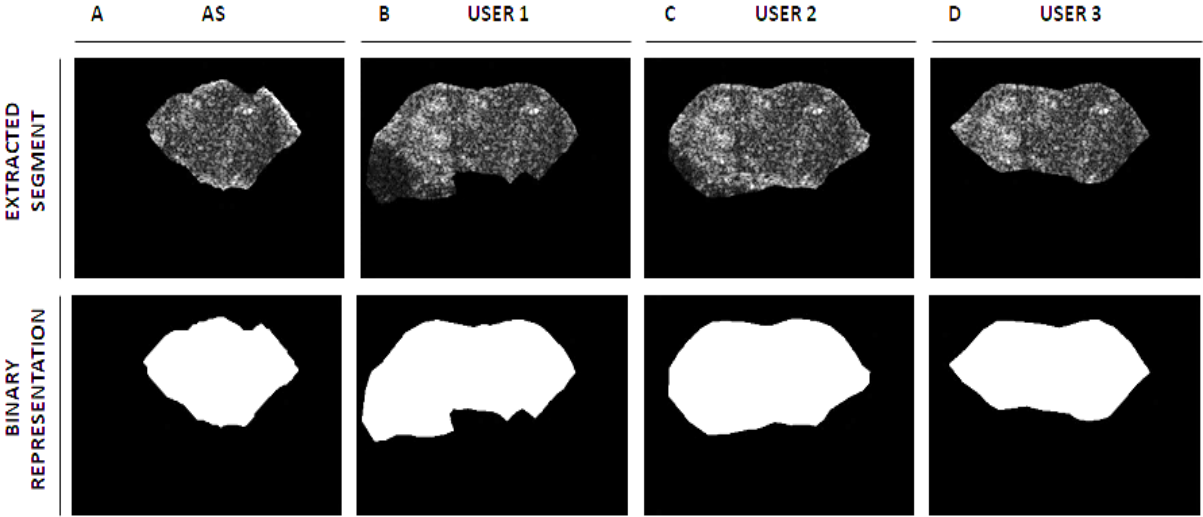 A AS B USER 1 C USER 2 D USER 3
EXTRACTED
SEGMENT
BINARY
REPRESENTATION